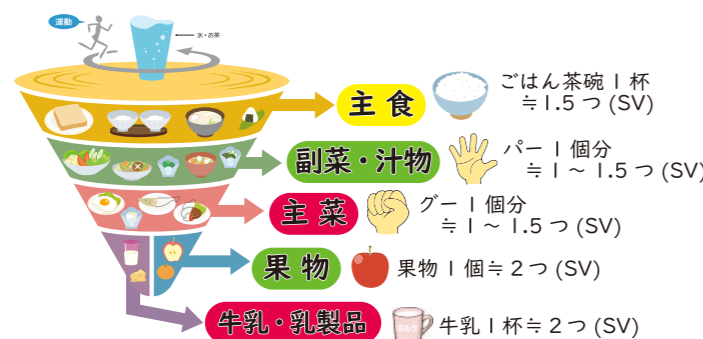 運動
水・お茶
主食
ごはん茶碗1杯
≒1.5つ(SV)
副菜・汁物
パー1個分
≒1〜1.5つ(SV)
主菜
グー1個分
≒1〜1.5つ(SV)
果物
果物1個≒2つ(SV)
牛乳・乳製品
ミルク
牛乳1杯≒2つ(SV)